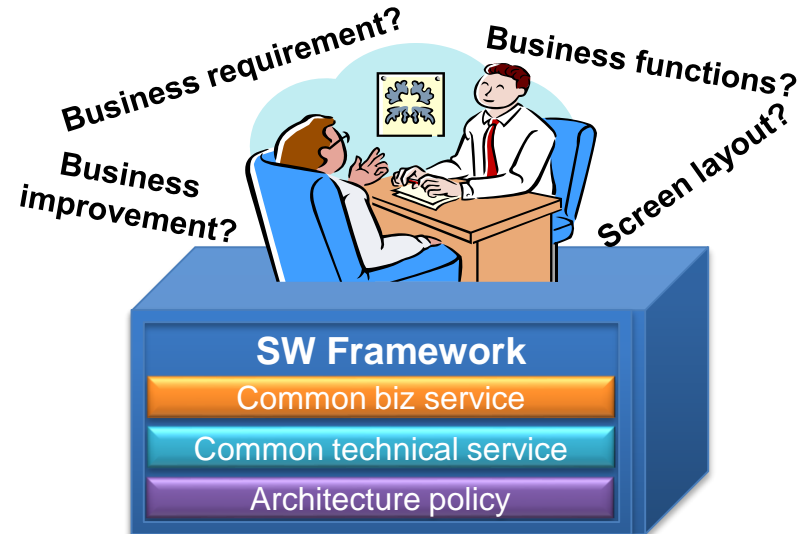 Business requirement?
Business functions?
Business
improvement?
Screen layout?
SW Framework
Common biz service
Common technical service
Architecture policy